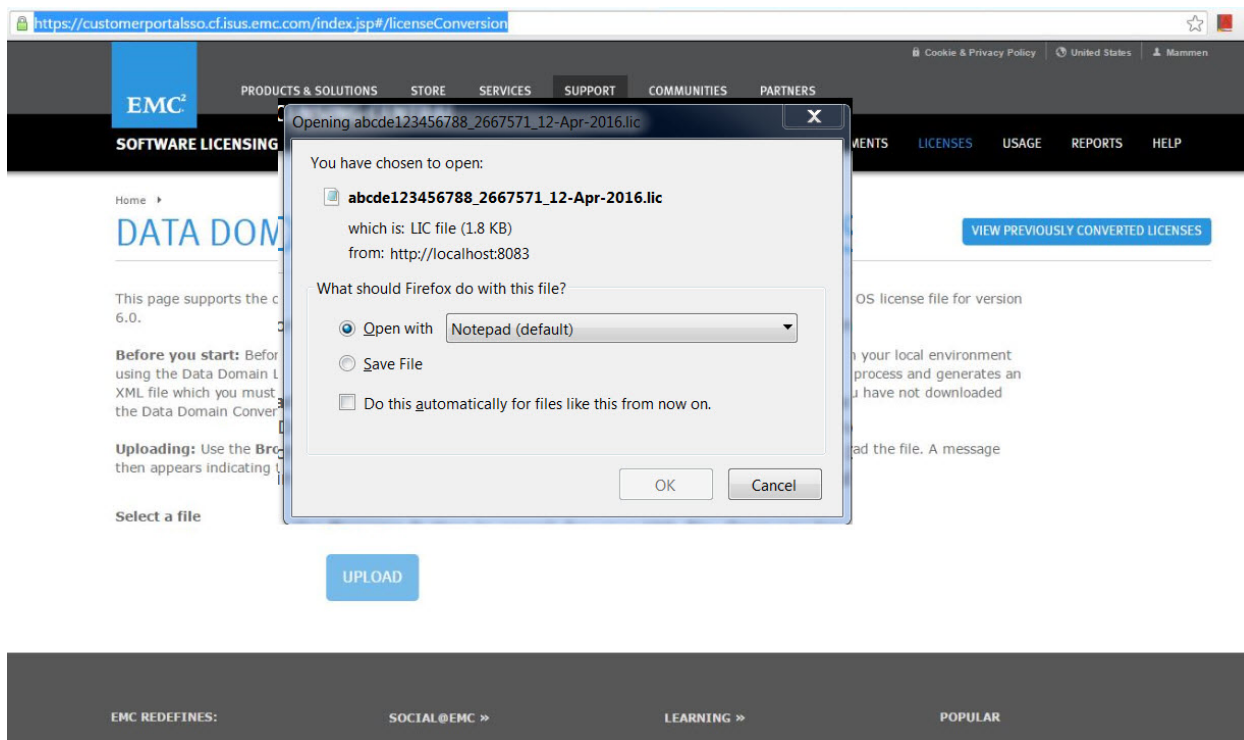 https://customerportalsso.cf.isus.emc.com/index.jsp#/licenseConversion
Cookie & Privacy Policy United States Mammen
EMC²
PRODUCTS & SOLUTIONS STORE SERVICES SUPPORT COMMUNITIES PARTNERS
SOFTWARE LICENSING LICENSES USAGE REPORTS HELP
Opening abcde123456788_2667571_12-Apr-2016.lic
X
You have chosen to open:
abcde123456788_2667571_12-Apr-2016.lic
which is: LIC file (1.8 KB)
from: http://localhost:8083
What should Firefox do with this file?
Open with Notepad (default)
Save File
Do this automatically for files like this from now on.
OK Cancel
Home
DATA DOM
VIEW PREVIOUSLY CONVERTED LICENSES
This page supports the OS license file for version
6.0.
Before you start: your local environment
using the Data Domain process and generates an
XML file which you must have not downloaded
the Data Domain
Uploading: Use the the file. A message
then appears indicating
Select a file
UPLOAD
EMC REDEFINES: SOCIAL@EMC » LEARNING » POPULAR